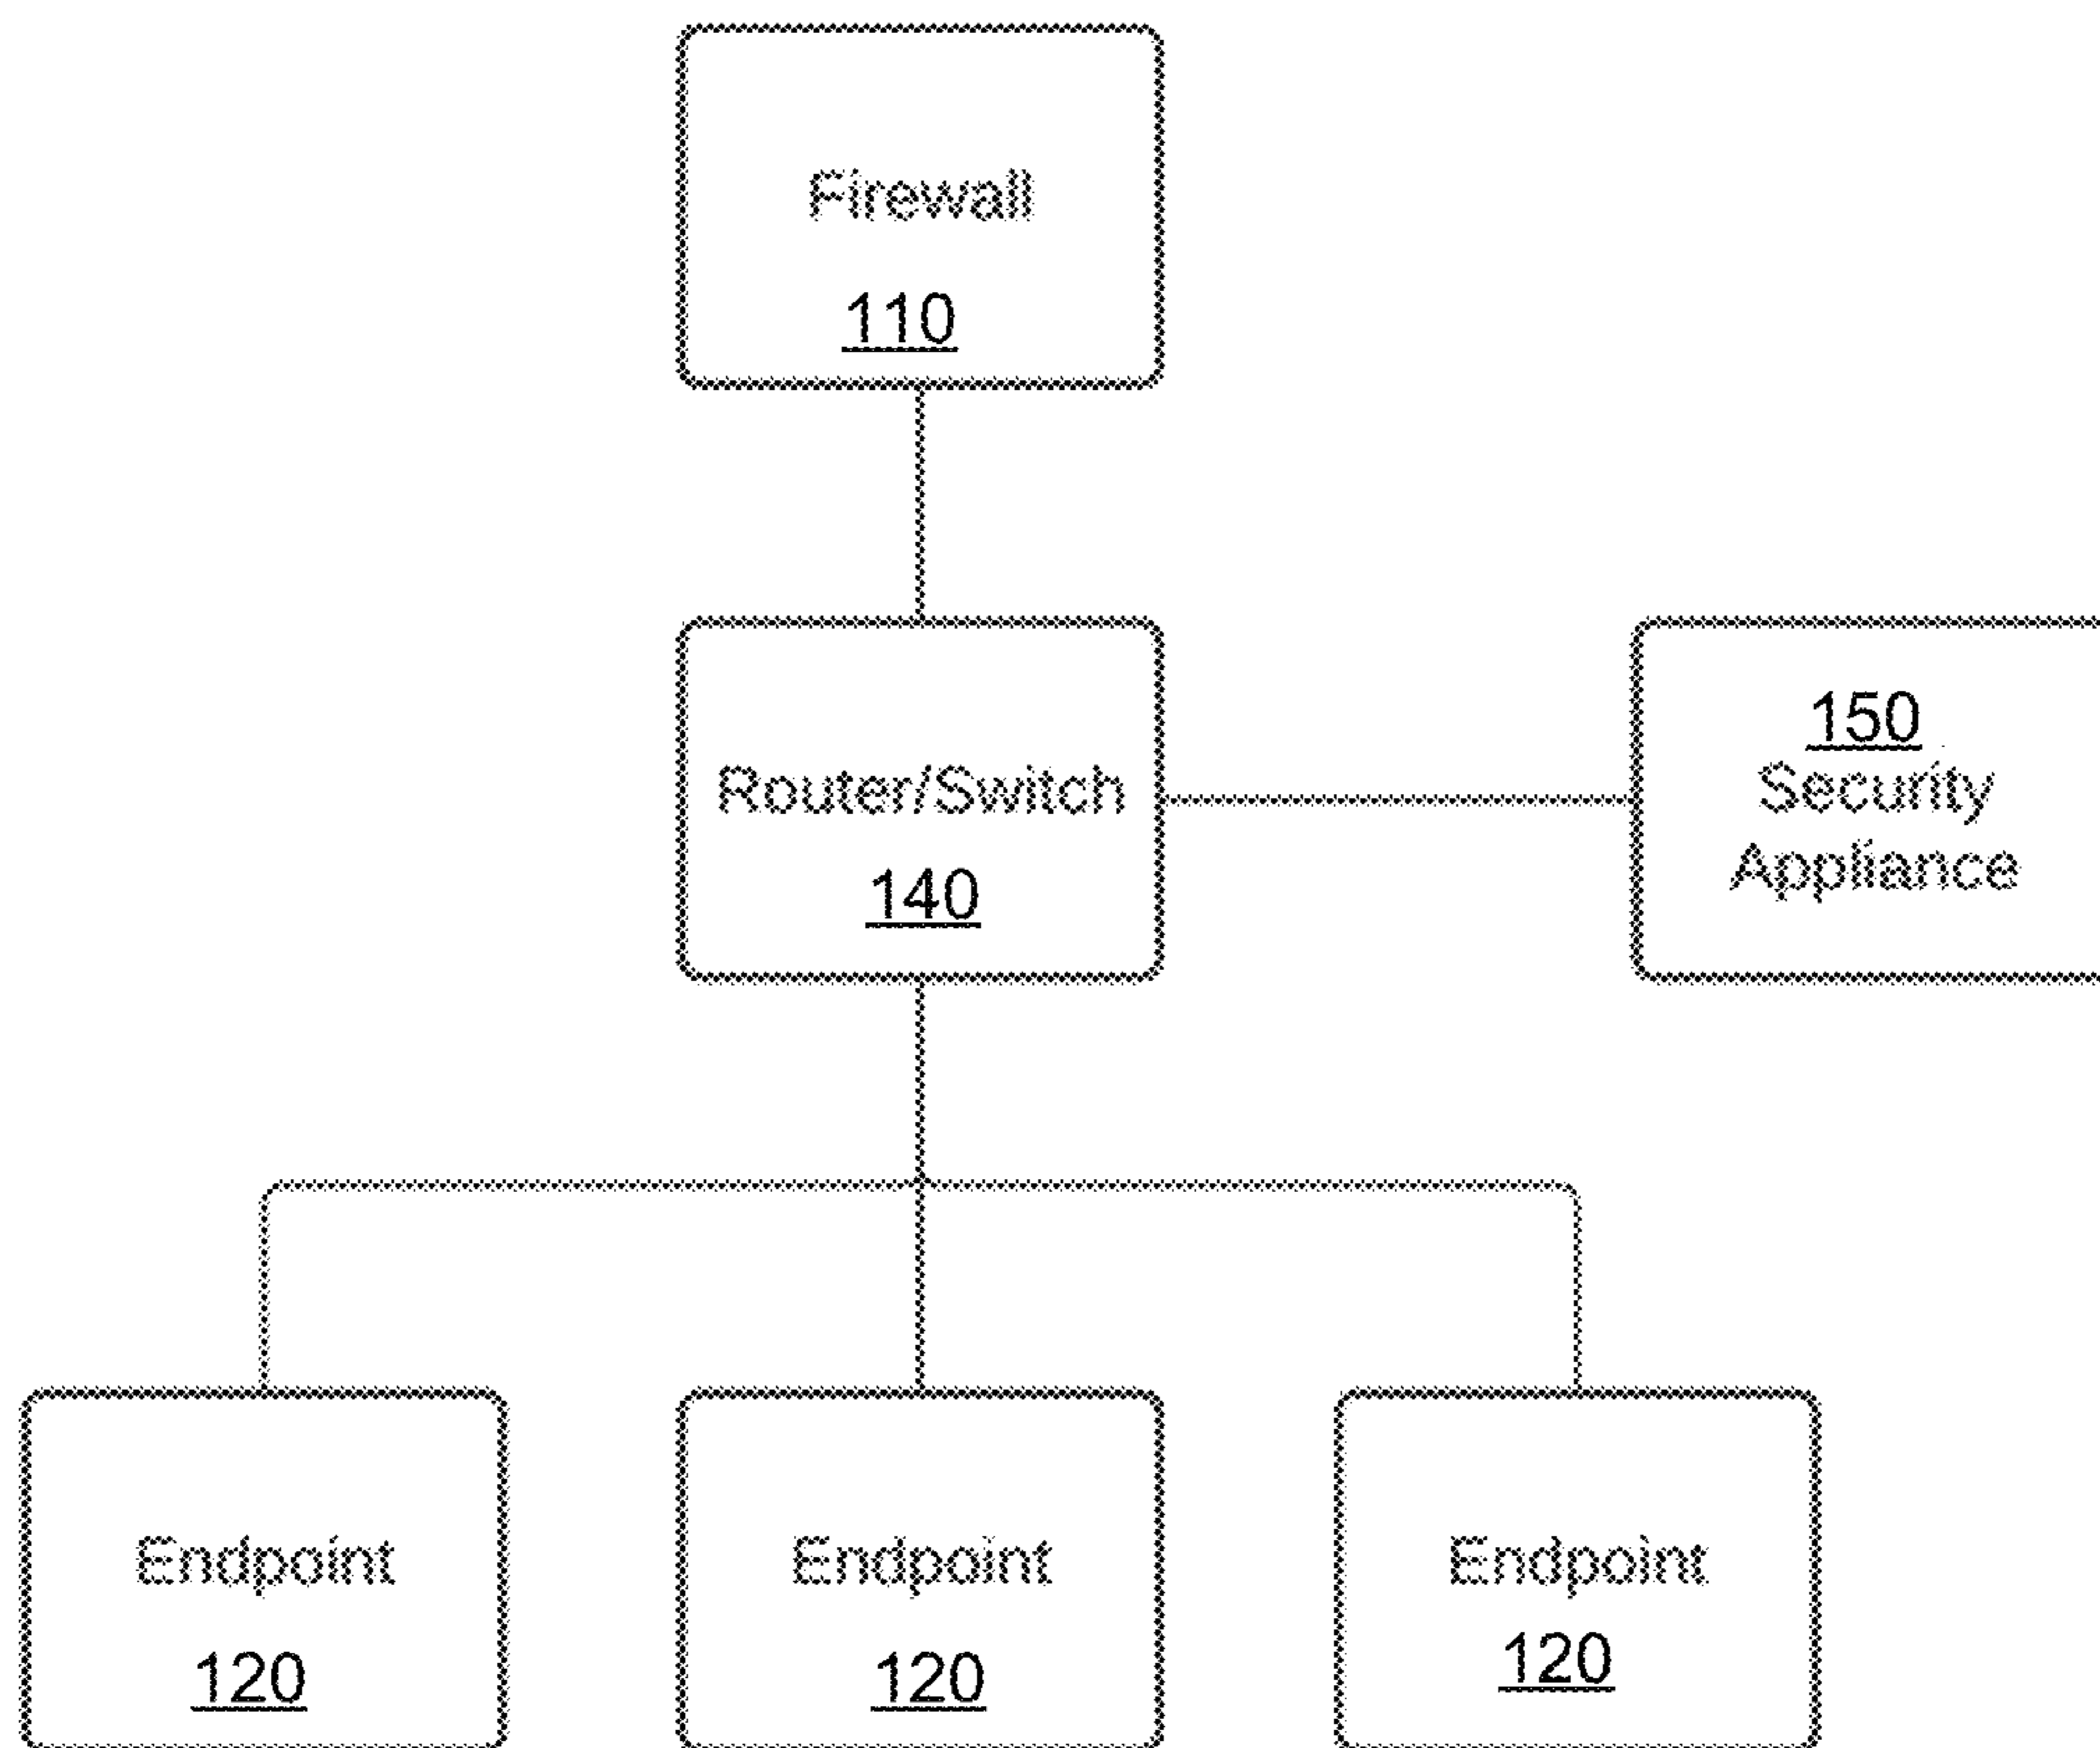 Firewall
110
Router/Switch
140
150
Security
Appliance
Endpoint
120
Endpoint
120
Endpoint
120